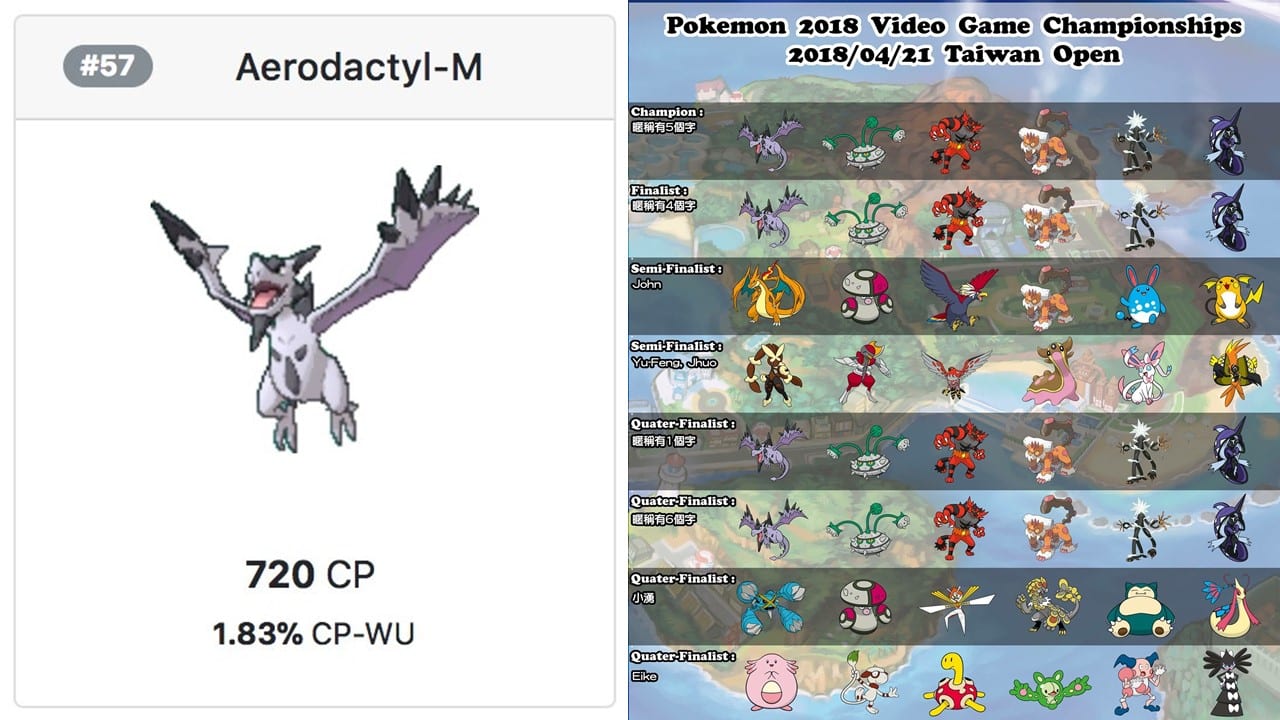 #57
Aerodactyl-M
720 CP
1.83% CP-WU
Pokemon 2018 Video Game Championships
2018/04/21 Taiwan Open
Champion :
暱稱有5個字
Finalist :
暱稱有4個字
Semi-Finalist :
John
Semi-Finalist :
Yu-Feng, Jhuo
Quater-Finalist :
暱稱有1個字
Quater-Finalist :
暱稱有6個字
Quater-Finalist :
小湧
Quater-Finalist :
Eike